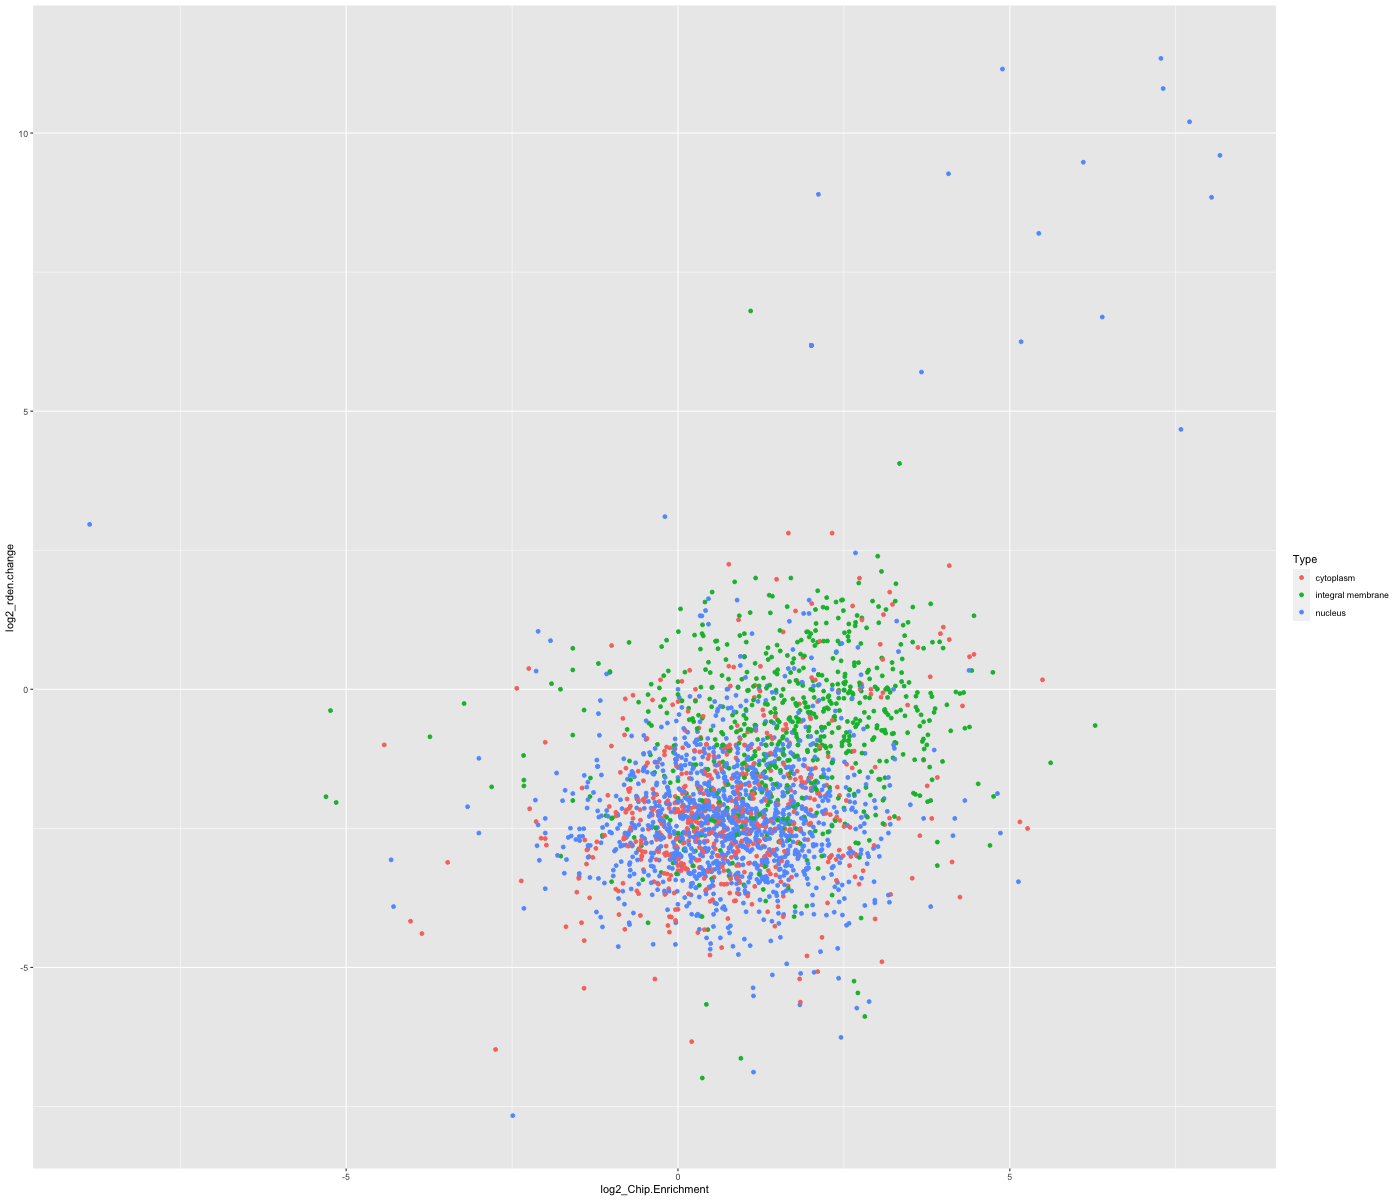 log2_rden.change
10
5
0
-5
-5
0
5
log2_Chip.Enrichment
Type
cytoplasm
integral membrane
nucleus